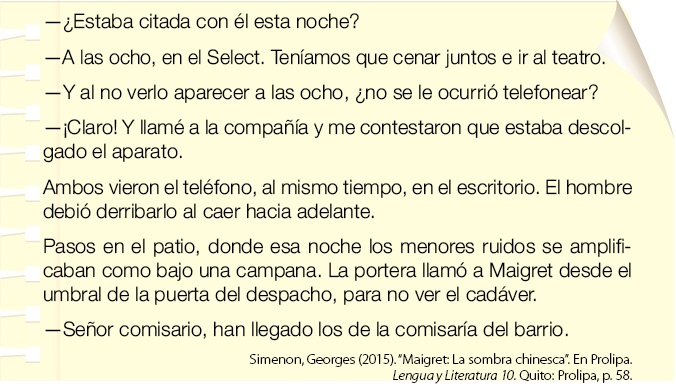 —¿Estaba citada con él esta noche?
—A las ocho, en el Select. Teníamos que cenar juntos e ir al teatro.
—Y al no verlo aparecer a las ocho, ¿no se le ocurrió telefonear?
—¡Claro! Y llamé a la compañía y me contestaron que estaba descol-
gado el aparato.
Ambos vieron el teléfono, al mismo tiempo, en el escritorio. El hombre
debió derribarlo al caer hacia adelante.
Pasos en el patio, donde esa noche los menores ruidos se amplifi-
caban como bajo una campana. La portera llamó a Maigret desde el
umbral de la puerta del despacho, para no ver el cadáver.
—Señor comisario, han llegado los de la comisaría del barrio.
Simenon, Georges (2015). “Maigret: La sombra chinesca”. En Prolipa.
Lengua y Literatura 10. Quito: Prolipa, p. 58.